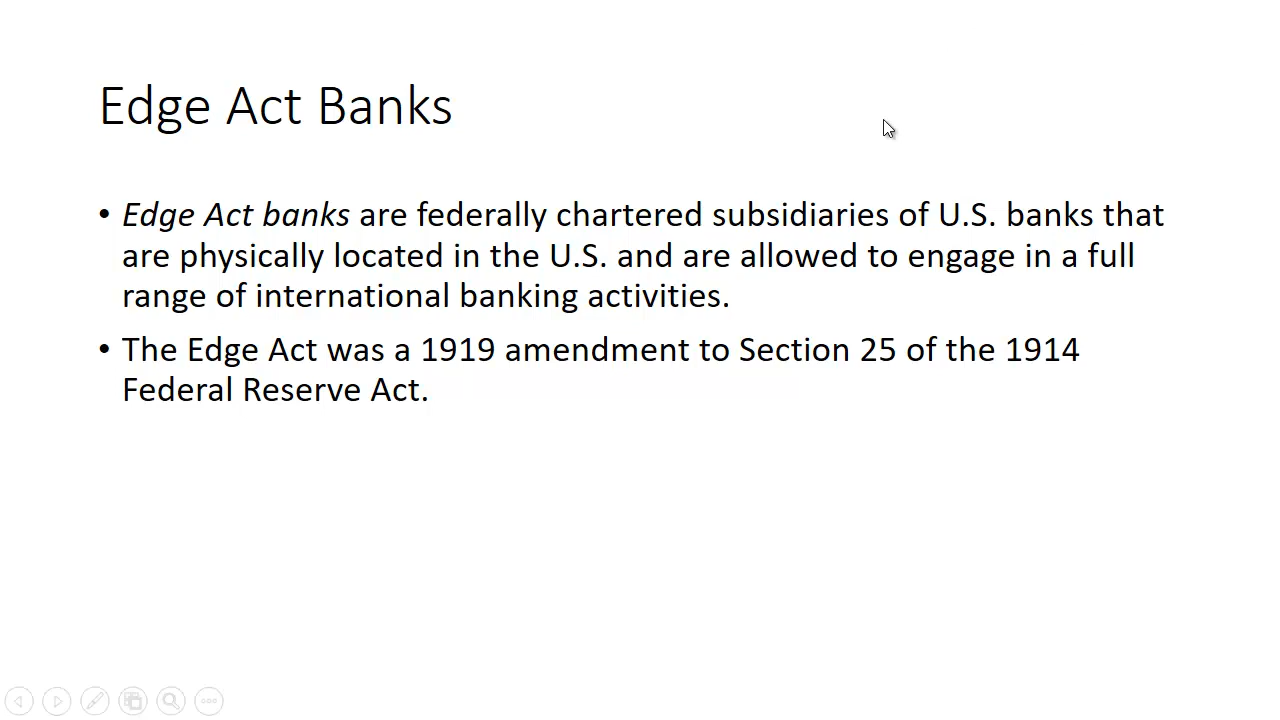 Edge Act Banks
• Edge Act banks are federally chartered subsidiaries of U.S. banks that
are physically located in the U.S. and are allowed to engage in a full
range of international banking activities.
• The Edge Act was a 1919 amendment to Section 25 of the 1914
Federal Reserve Act.